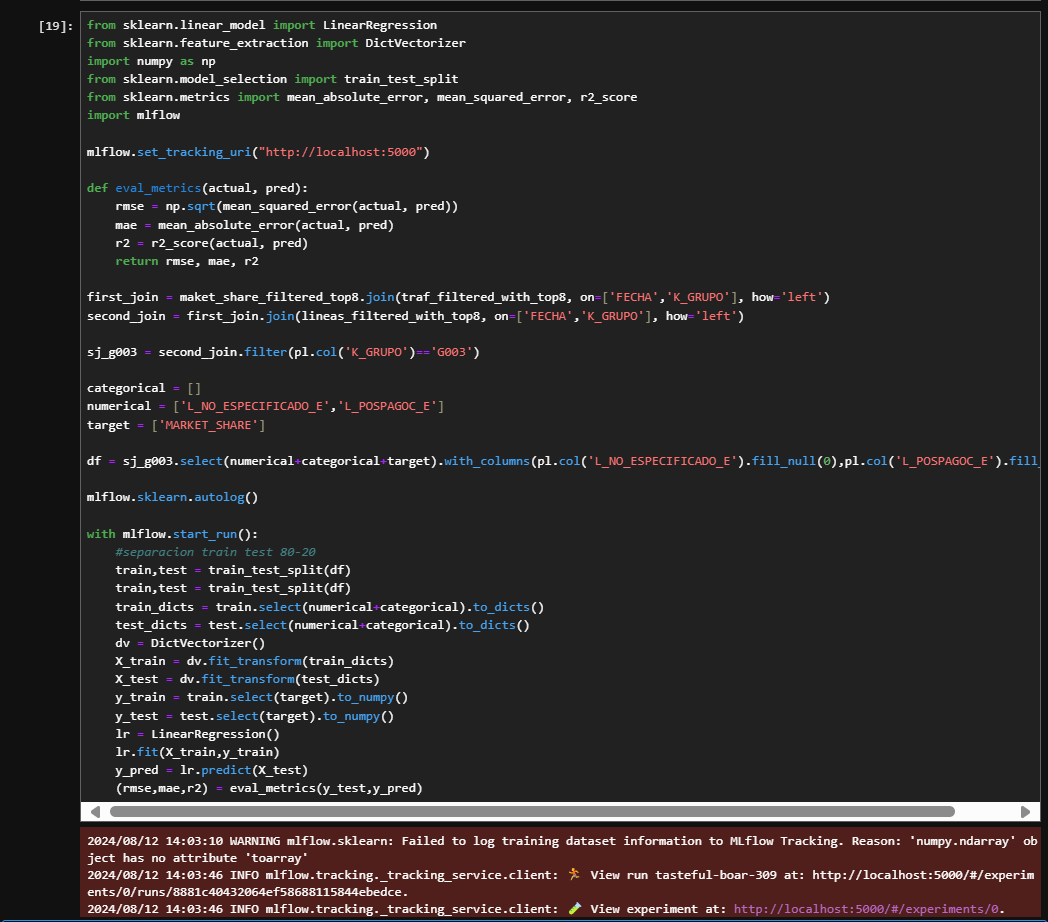 [19]:
from sklearn.linear_model import LinearRegression
from sklearn.feature_extraction import DictVectorizer
import numpy as np
from sklearn.model_selection import train_test_split
from sklearn.metrics import mean_absolute_error, mean_squared_error, r2_score
import mlflow
mlflow.set_tracking_uri("http://localhost:5000")
def eval_metrics(actual, pred):
    rmse = np.sqrt(mean_squared_error(actual, pred))
    mae = mean_absolute_error(actual, pred)
    r2 = r2_score(actual, pred)
    return rmse, mae, r2
first_join = maket_share_filtered_top8.join(traf_filtered_with_top8, on=['FECHA','K_GRUPO'], how='left')
second_join = first_join.join(lineas_filtered_with_top8, on=['FECHA','K_GRUPO'], how='left')
sj_g003 = second_join.filter(pl.col('K_GRUPO')=='G003')
categorical = []
numerical = ['L_NO_ESPECIFICADO_E','L_POSPAGOC_E']
target = ['MARKET_SHARE']
df = sj_g003.select(numerical+categorical+target).with_columns(pl.col('L_NO_ESPECIFICADO_E').fill_null(0),pl.col('L_POSPAGOC_E').fill_
mlflow.sklearn.autolog()
with mlflow.start_run():
    #separacion train test 80-20
    train,test = train_test_split(df)
    train,test = train_test_split(df)
    train_dicts = train.select(numerical+categorical).to_dicts()
    test_dicts = test.select(numerical+categorical).to_dicts()
    dv = DictVectorizer()
    X_train = dv.fit_transform(train_dicts)
    X_test = dv.fit_transform(test_dicts)
    y_train = train.select(target).to_numpy()
    y_test = test.select(target).to_numpy()
    lr = LinearRegression()
    lr.fit(X_train,y_train)
    y_pred = lr.predict(X_test)
    (rmse,mae,r2) = eval_metrics(y_test,y_pred)
2024/08/12 14:03:10 WARNING mlflow.sklearn: Failed to log training dataset information to MLflow Tracking. Reason: 'numpy.ndarray' ob
ject has no attribute 'toarray'
2024/08/12 14:03:46 INFO mlflow.tracking._tracking_service.client: 🏃 View run tasteful-boar-309 at: http://localhost:5000/#/experim
ents/0/runs/8881c40432064ef58688115844ebedce.
2024/08/12 14:03:46 INFO mlflow.tracking._tracking_service.client: 🧪 View experiment at: http://localhost:5000/#/experiments/0.